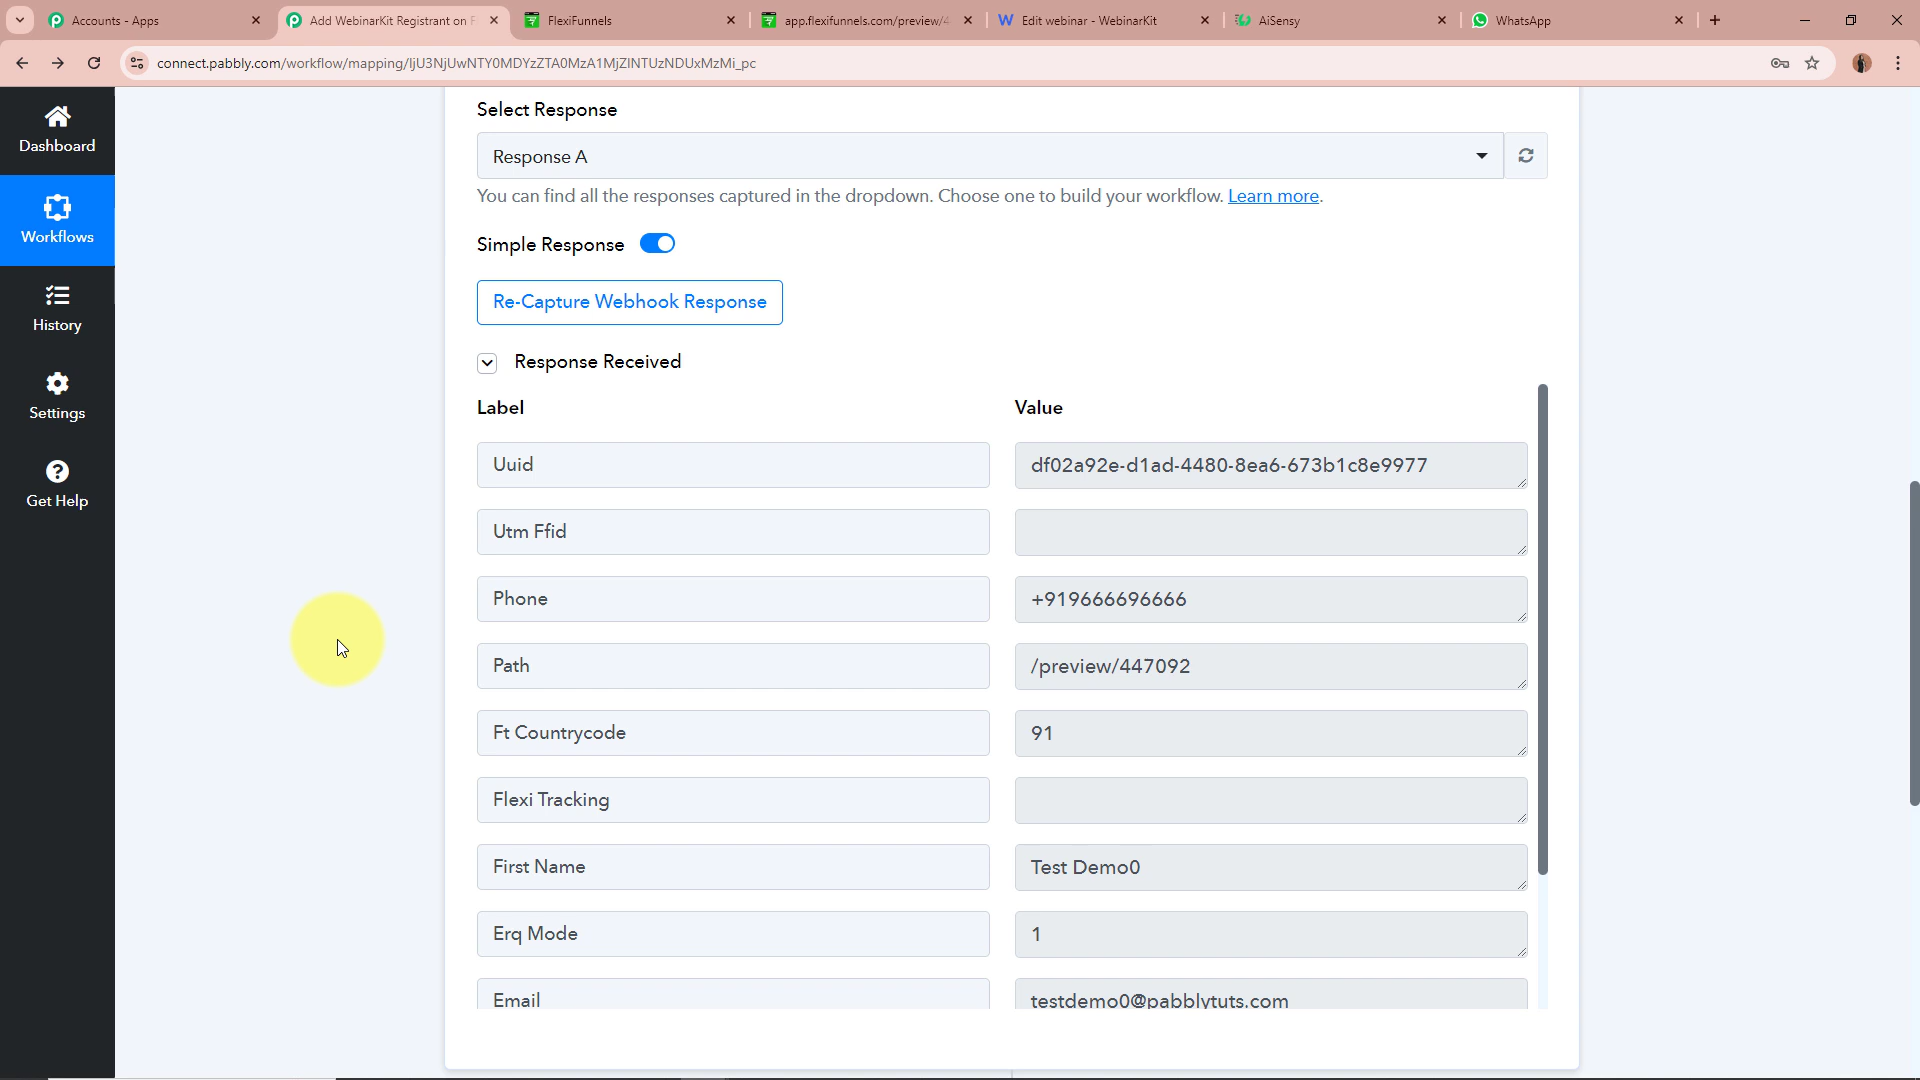 Accounts - Apps
Add WebinarKit Registrant on F
FlexiFunnels
app.flexifunnels.com/preview/4
Edit webinar - WebinarKit
AiSensy
WhatsApp
connect.pabbly.com/workflow/mapping/IjU3NjUwNTY0MDYzZTA0MzA1MjZlNTUzNDUxMzMi_pc
Dashboard
Workflows
History
Settings
Get Help
Select Response
Response A
You can find all the responses captured in the dropdown. Choose one to build your workflow. Learn more.
Simple Response
Re-Capture Webhook Response
Response Received
Label Value
Uuid df02a92e-d1ad-4480-8ea6-673b1c8e9977
Utm Ffid
Phone +919666696666
Path /preview/447092
Ft Countrycode 91
Flexi Tracking
First Name Test Demo0
Erq Mode 1
Email testdemo0@pabblytuts.com